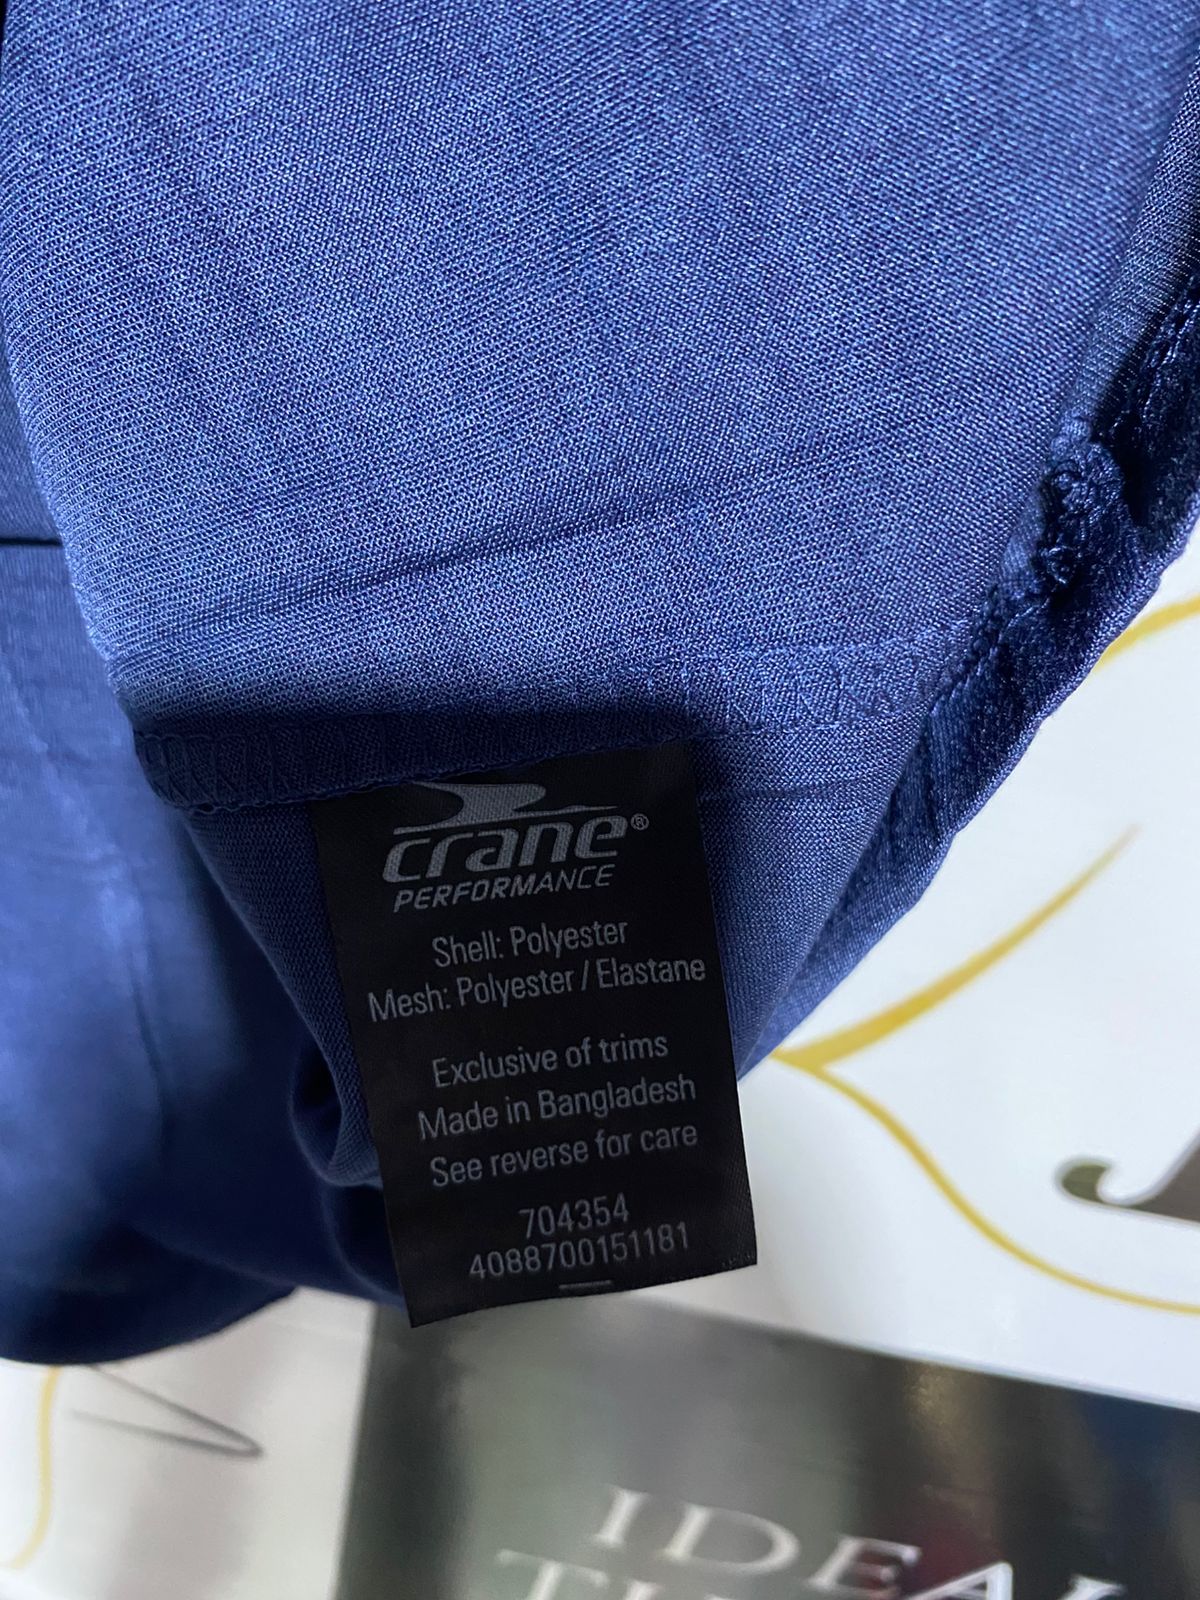 crane®
PERFORMANCE
Shell: Polyester
Mesh: Polyester / Elastane
Exclusive of trims
Made in Bangladesh
See reverse for care
704354
4088700151181
IDEAL